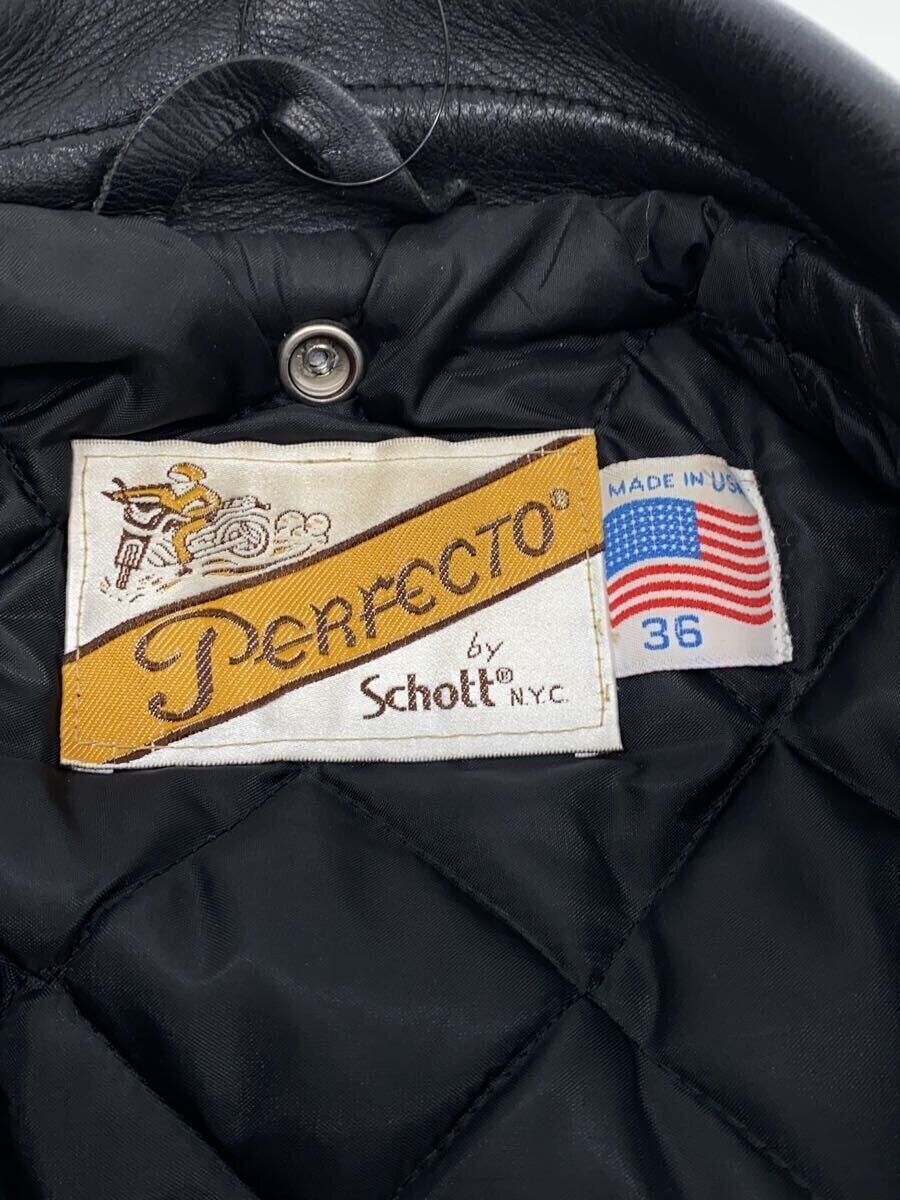 PERFECTO®
by
Schott® N.Y.C.
MADE IN USA
36